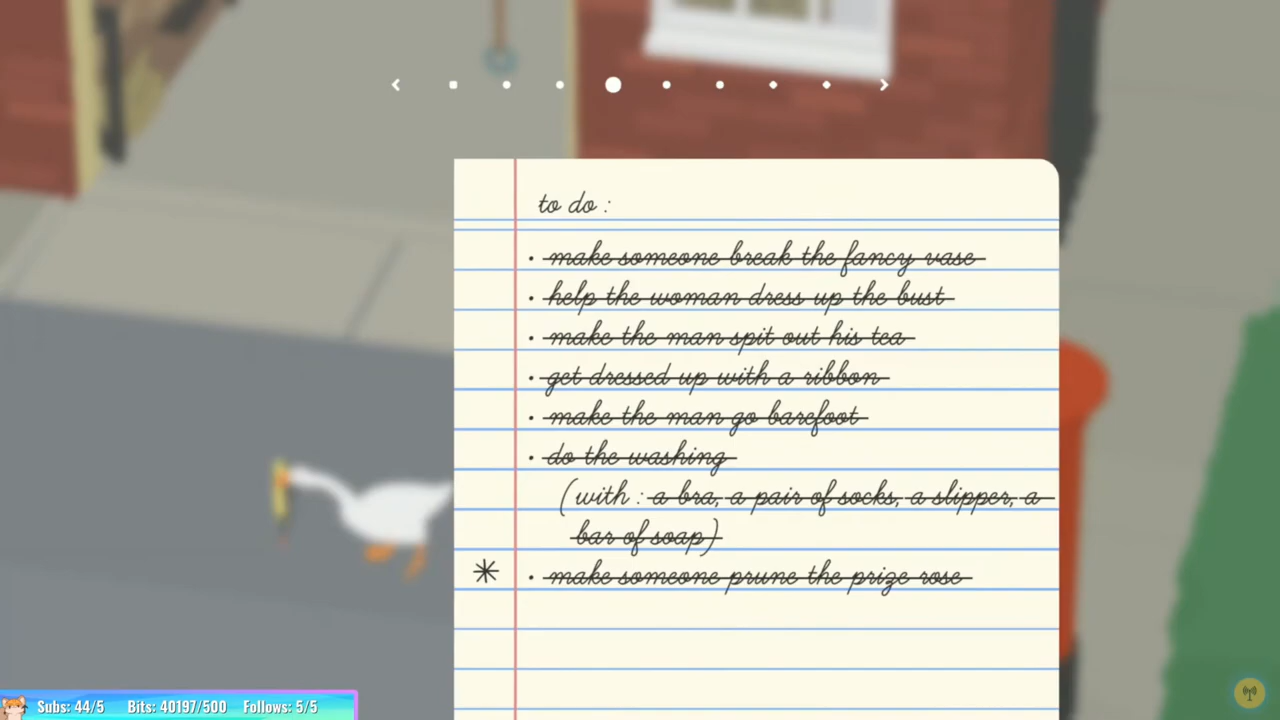 to do :
• make someone break the fancy vase
• help the woman dress up the bust
• make the man spit out his tea
• get dressed up with a ribbon
• make the man go barefoot
• do the washing
(with : a bra, a pair of socks, a slipper, a
bar of soap)
• make someone prune the prize rose
Subs: 44/5 Bits: 40197/500 Follows: 5/5